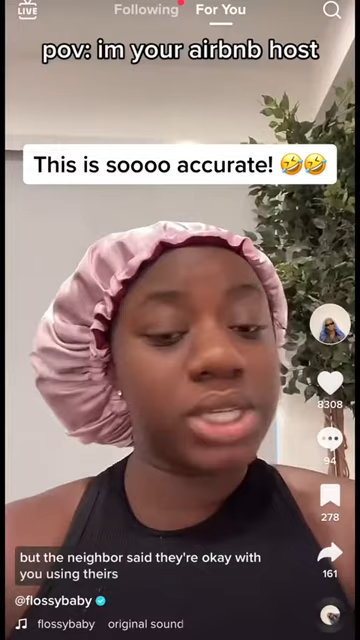 LIVE
Following
For You
pov: im your airbnb host
This is soooo accurate! 🤣🤣
8308
94
278
161
but the neighbor said they're okay with
you using theirs
@flossybaby
flossybaby original sound